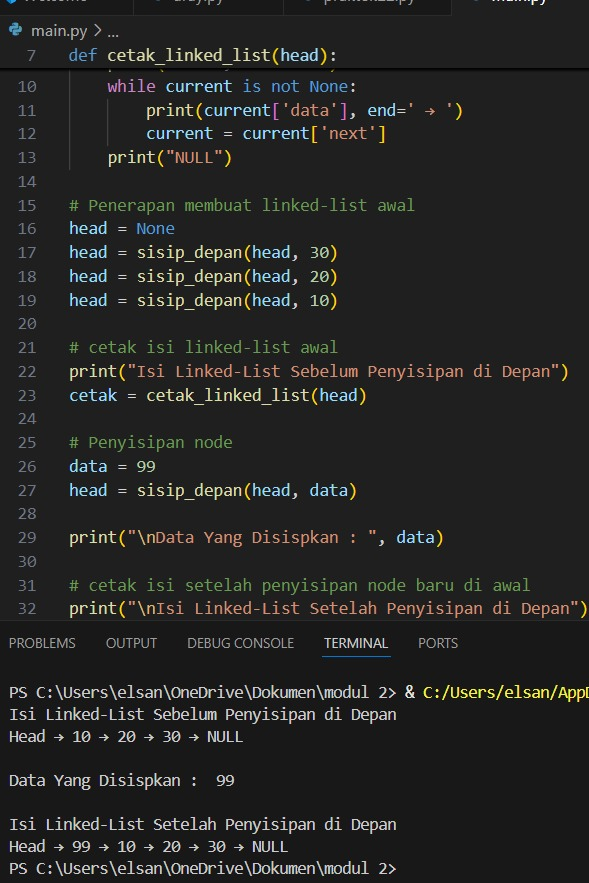 main.py > ...
7 def cetak_linked_list(head):
10 while current is not None:
11 print(current['data'], end=' → ')
12 current = current['next']
13 print("NULL")
14
15 # Penerapan membuat linked-list awal
16 head = None
17 head = sisip_depan(head, 30)
18 head = sisip_depan(head, 20)
19 head = sisip_depan(head, 10)
20
21 # cetak isi linked-list awal
22 print("Isi Linked-List Sebelum Penyisipan di Depan")
23 cetak = cetak_linked_list(head)
24
25 # Penyisipan node
26 data = 99
27 head = sisip_depan(head, data)
28
29 print("\nData Yang Disispkan : ", data)
30
31 # cetak isi setelah penyisipan node baru di awal
32 print("\nIsi Linked-List Setelah Penyisipan di Depan")
PROBLEMS OUTPUT DEBUG CONSOLE TERMINAL PORTS
PS C:\Users\elsan\OneDrive\Dokumen\modul 2> & C:/Users/elsan/AppD
Isi Linked-List Sebelum Penyisipan di Depan
Head → 10 → 20 → 30 → NULL
Data Yang Disispkan : 99
Isi Linked-List Setelah Penyisipan di Depan
Head → 99 → 10 → 20 → 30 → NULL
PS C:\Users\elsan\OneDrive\Dokumen\modul 2>